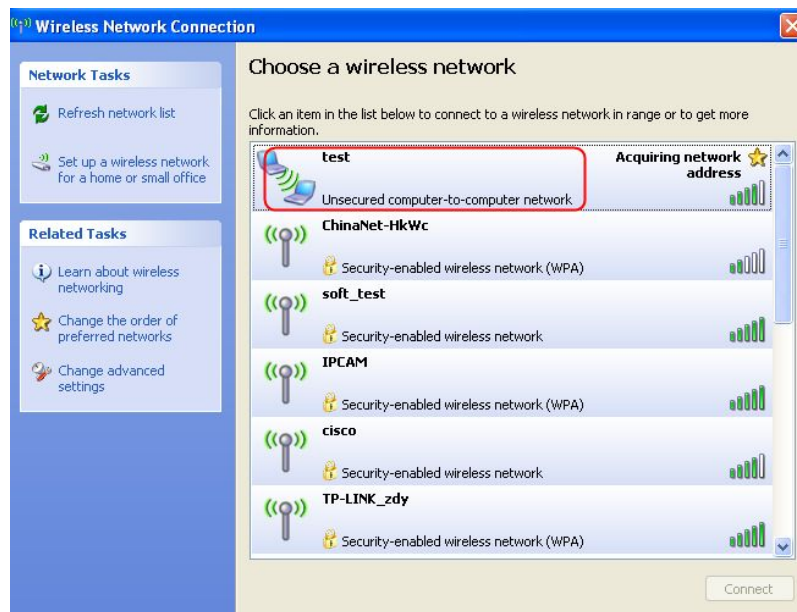 Wireless Network Connection
Network Tasks
Refresh network list
Set up a wireless network
for a home or small office
Related Tasks
Learn about wireless
networking
Change the order of
preferred networks
Change advanced
settings
Choose a wireless network
Click an item in the list below to connect to a wireless network in range or to get more
information.
test
Acquiring network
address
Unsecured computer-to-computer network
ChinaNet-HkWc
Security-enabled wireless network (WPA)
soft_test
Security-enabled wireless network
IPCAM
Security-enabled wireless network (WPA)
cisco
Security-enabled wireless network
TP-LINK_zdy
Security-enabled wireless network (WPA)
Connect